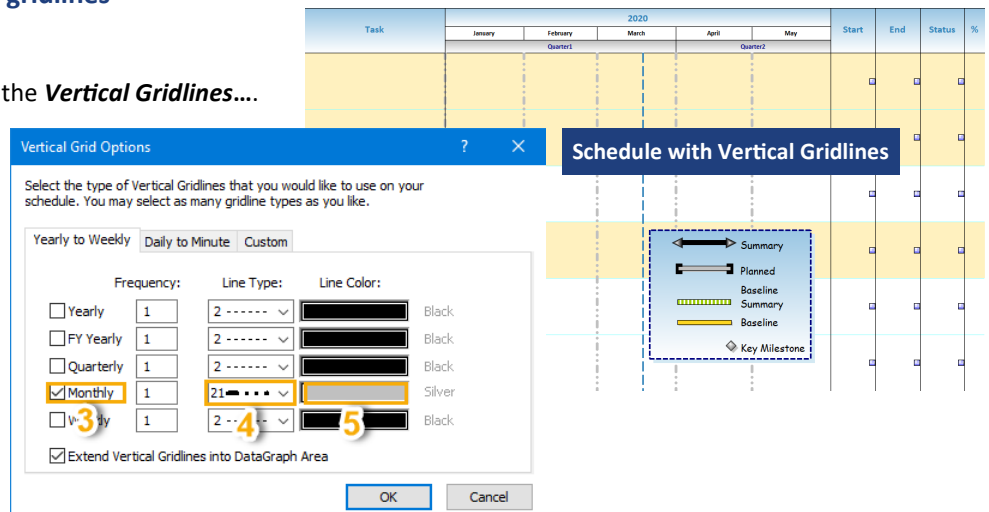 gridlines
2020
Task
Start
End
Status
%
January
February
March
April
May
Quarter1
Quarter2
the Vertical Gridlines….
Schedule with Vertical Gridlines
Vertical Grid Options ? ×
Select the type of Vertical Gridlines that you would like to use on your
schedule. You may select as many gridline types as you like.
Yearly to Weekly Daily to Minute Custom
Frequency: Line Type: Line Color:
Yearly 1 2 Black
FY Yearly 1 2 Black
Quarterly 1 2 Black
Monthly 1 21 Silver
1 2 Black
3 4 5
Extend Vertical Gridlines into DataGraph Area
OK Cancel
Summary
Planned
Baseline
Summary
Baseline
Key Milestone